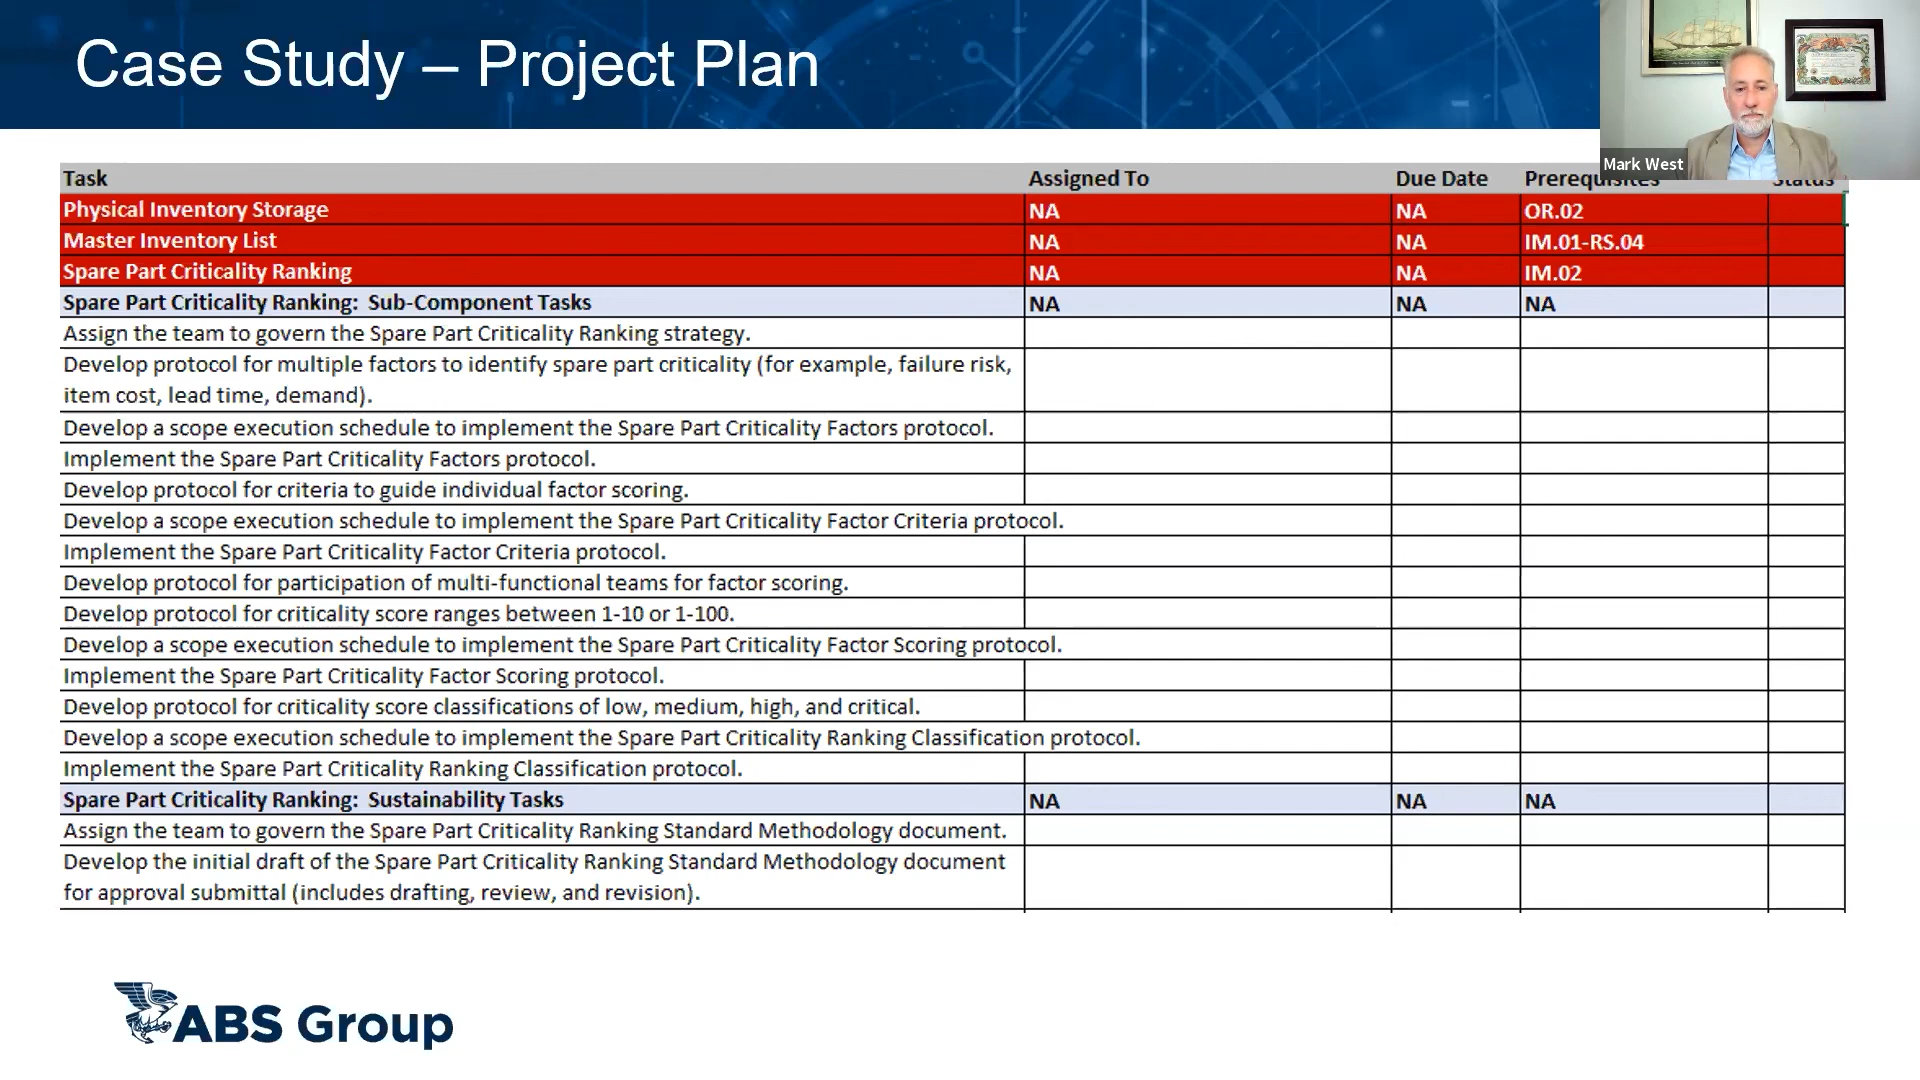 Case Study – Project Plan
Mark West
Task Assigned To Due Date Prerequisites Status
Physical Inventory Storage NA NA OR.02
Master Inventory List NA NA IM.01-RS.04
Spare Part Criticality Ranking NA NA IM.02
Spare Part Criticality Ranking: Sub-Component Tasks NA NA NA
Assign the team to govern the Spare Part Criticality Ranking strategy.
Develop protocol for multiple factors to identify spare part criticality (for example, failure risk,
item cost, lead time, demand).
Develop a scope execution schedule to implement the Spare Part Criticality Factors protocol.
Implement the Spare Part Criticality Factors protocol.
Develop protocol for criteria to guide individual factor scoring.
Develop a scope execution schedule to implement the Spare Part Criticality Factor Criteria protocol.
Implement the Spare Part Criticality Factor Criteria protocol.
Develop protocol for participation of multi-functional teams for factor scoring.
Develop protocol for criticality score ranges between 1-10 or 1-100.
Develop a scope execution schedule to implement the Spare Part Criticality Factor Scoring protocol.
Implement the Spare Part Criticality Factor Scoring protocol.
Develop protocol for criticality score classifications of low, medium, high, and critical.
Develop a scope execution schedule to implement the Spare Part Criticality Ranking Classification protocol.
Implement the Spare Part Criticality Ranking Classification protocol.
Spare Part Criticality Ranking: Sustainability Tasks NA NA NA
Assign the team to govern the Spare Part Criticality Ranking Standard Methodology document.
Develop the initial draft of the Spare Part Criticality Ranking Standard Methodology document
for approval submittal (includes drafting, review, and revision).
ABS Group